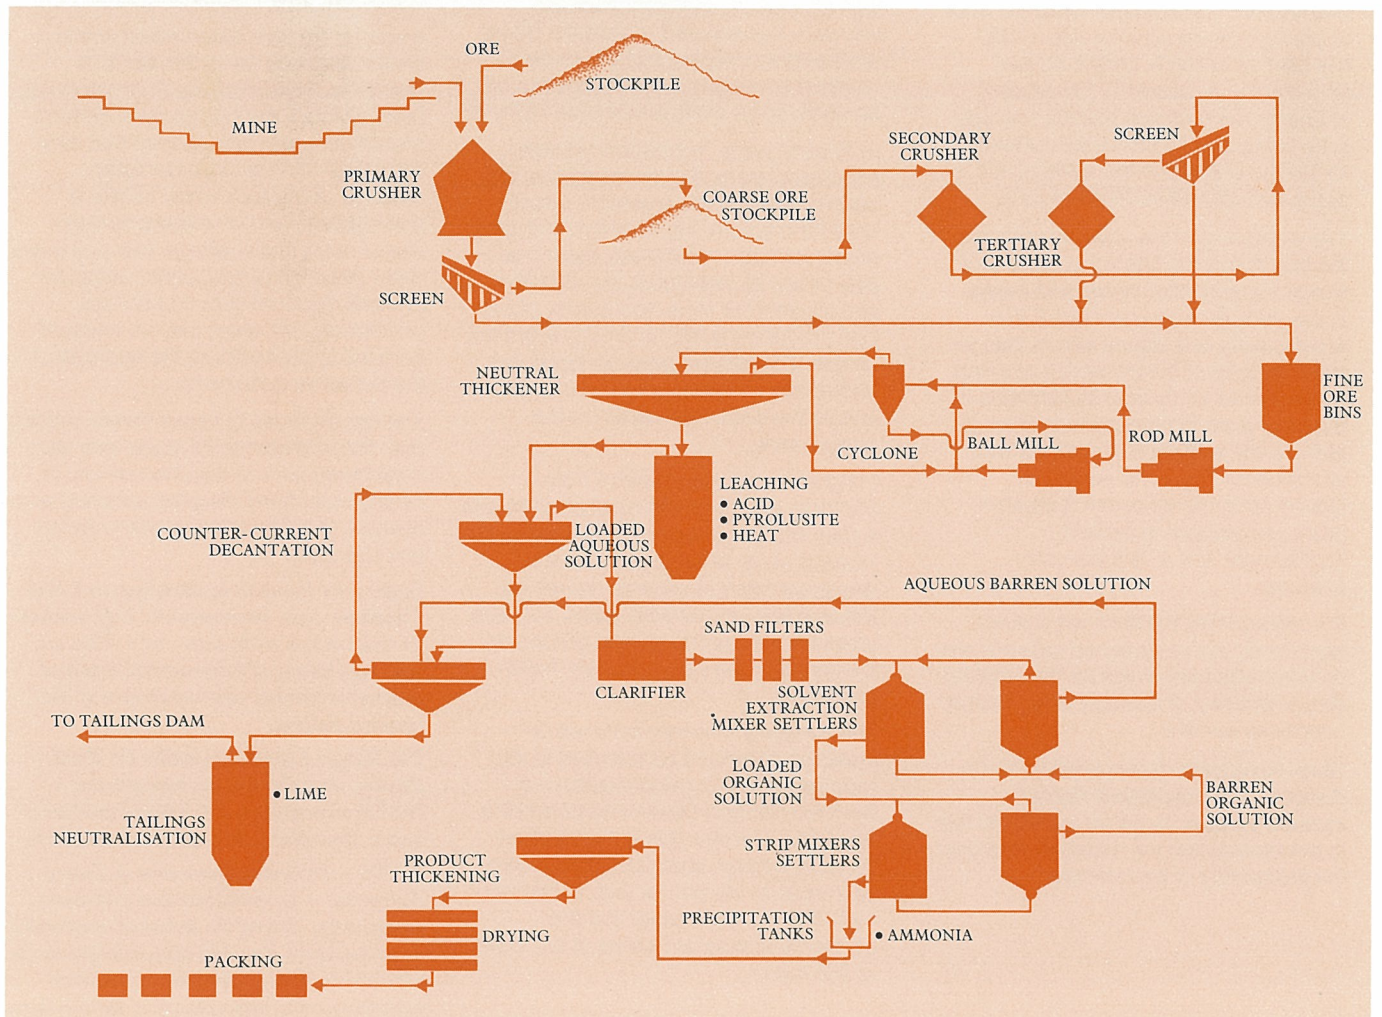 ORE
STOCKPILE
MINE
PRIMARY
CRUSHER
COARSE ORE
STOCKPILE
SECONDARY
CRUSHER
SCREEN
TERTIARY
CRUSHER
SCREEN
NEUTRAL
THICKENER
CYCLONE
BALL MILL
ROD MILL
FINE
ORE
BINS
LEACHING
• ACID
• PYROLUSITE
• HEAT
COUNTER-CURRENT
DECANTATION
LOADED
AQUEOUS
SOLUTION
AQUEOUS BARREN SOLUTION
SAND FILTERS
CLARIFIER
SOLVENT
EXTRACTION
MIXER SETTLERS
TO TAILINGS DAM
• LIME
TAILINGS
NEUTRALISATION
LOADED
ORGANIC
SOLUTION
BARREN
ORGANIC
SOLUTION
STRIP MIXERS
SETTLERS
PRODUCT
THICKENING
PRECIPITATION
TANKS
• AMMONIA
DRYING
PACKING